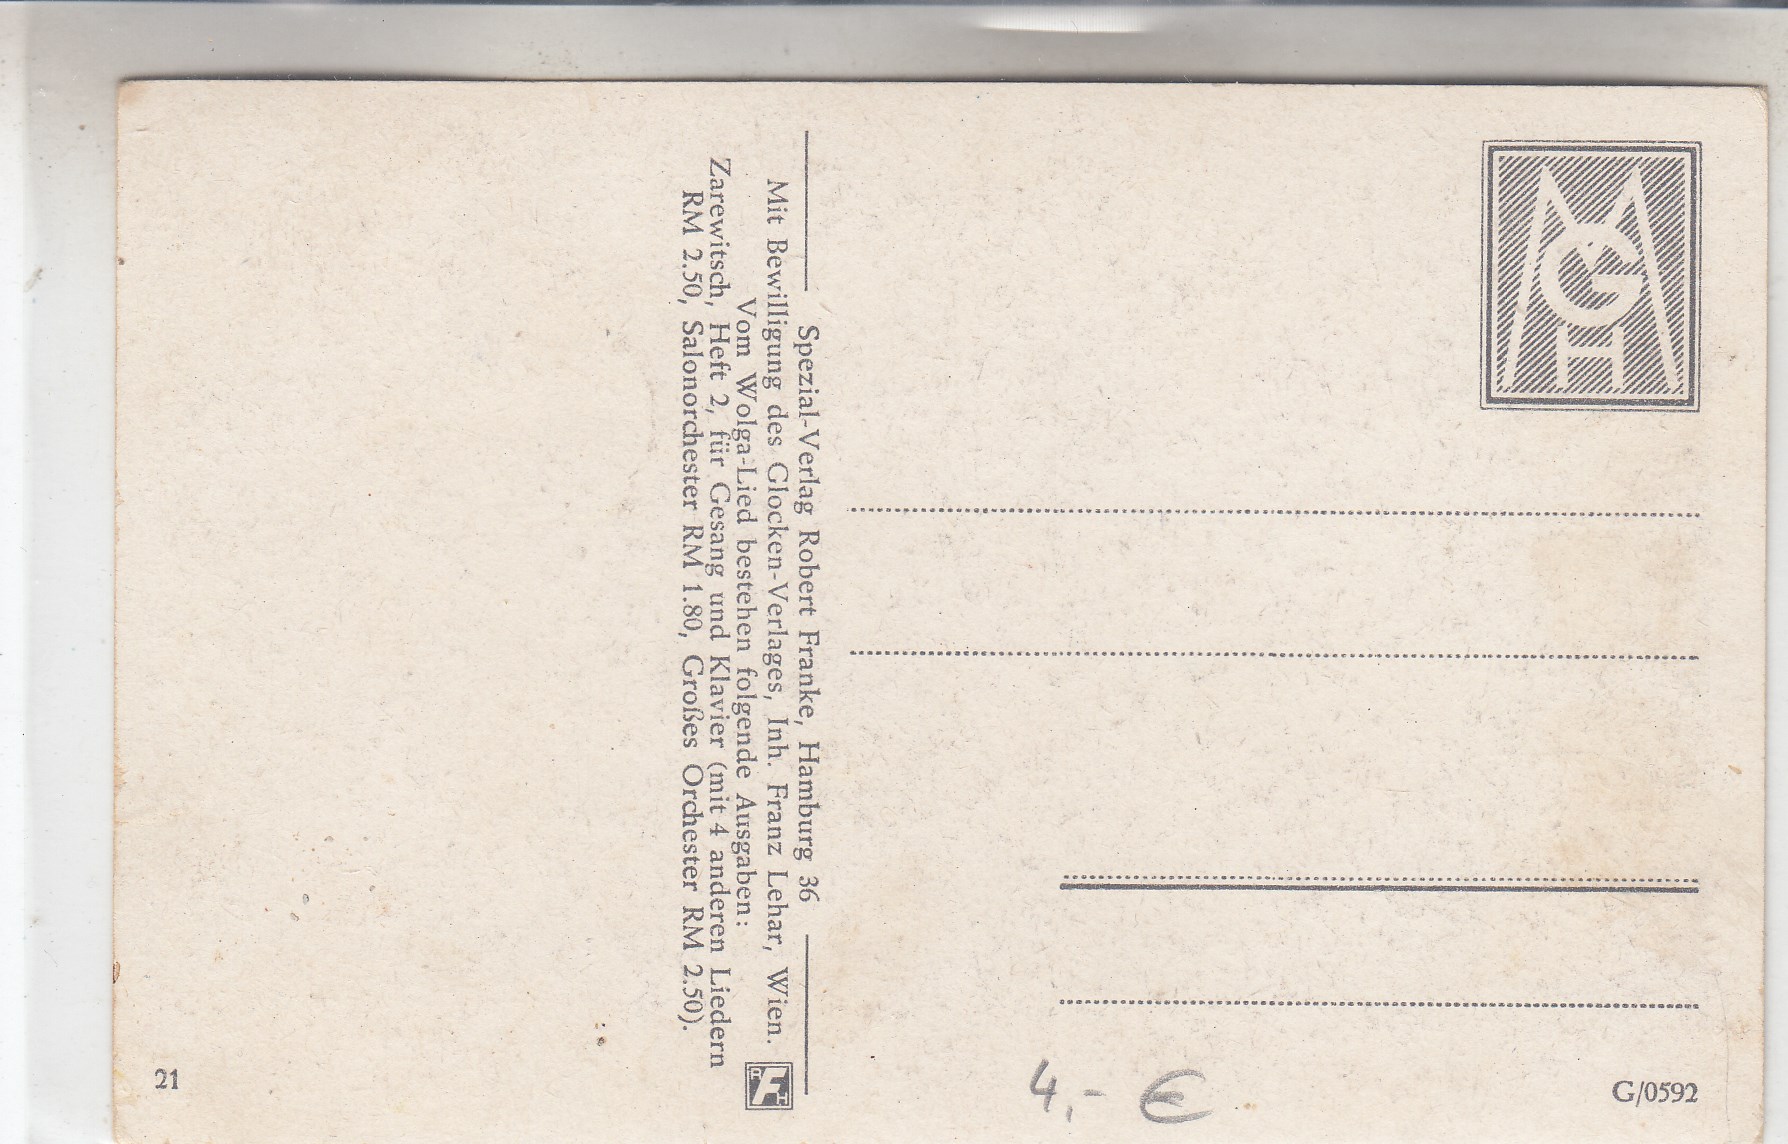 MGH
Spezial-Verlag Robert Franke, Hamburg 36
Mit Bewilligung des Glocken-Verlages, Inh. Franz Lehar, Wien.
Vom Wolga-Lied bestehen folgende Ausgaben:
Zarewitsch, Heft 2, für Gesang und Klavier (mit 4 anderen Liedern
RM 2.50, Salonorchester RM 1.80, Großes Orchester RM 2.50).
RFH
21
4,- €
G/0592